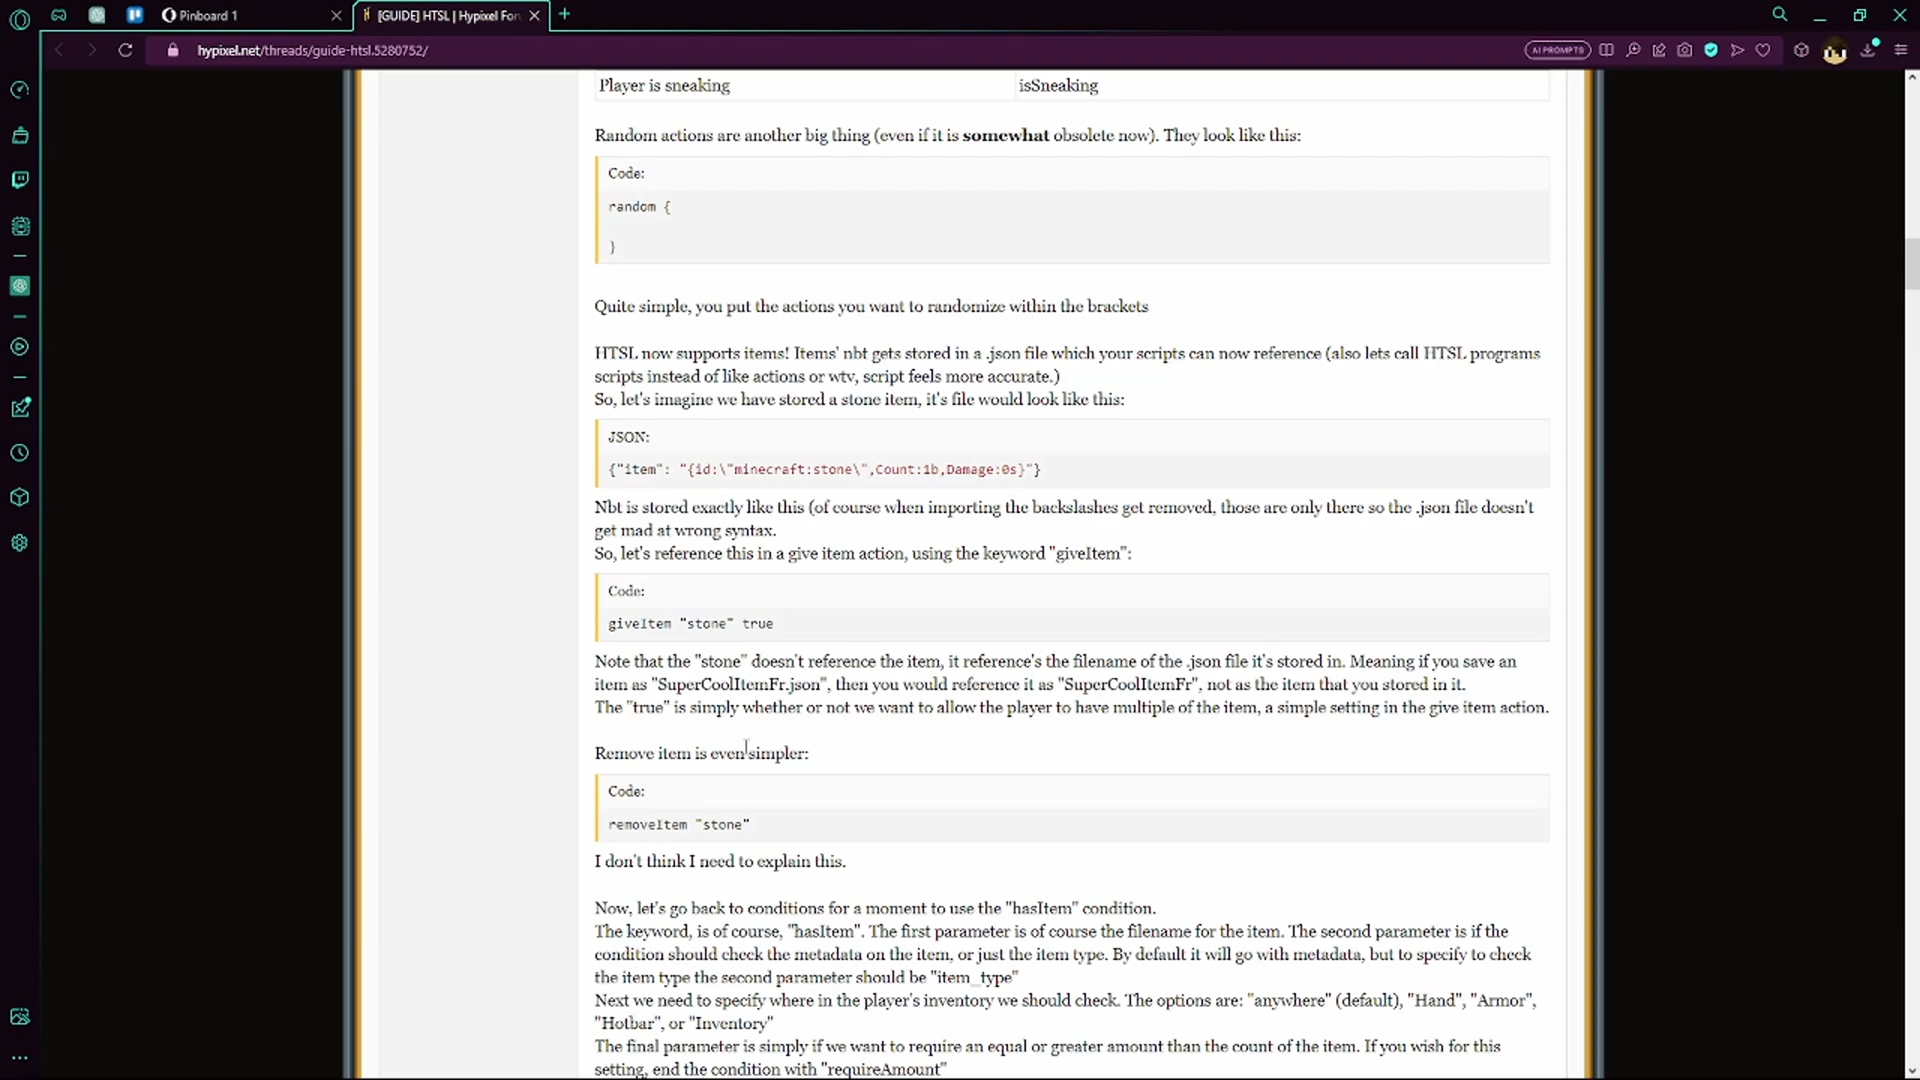 Pinboard 1
[GUIDE] HTSL | Hypixel For
hypixel.net/threads/guide-htsl.5280752/
AI PROMPTS
Player is sneaking
isSneaking
Random actions are another big thing (even if it is somewhat obsolete now). They look like this:
Code:
random {
}
Quite simple, you put the actions you want to randomize within the brackets
HTSL now supports items! Items' nbt gets stored in a .json file which your scripts can now reference (also lets call HTSL programs
scripts instead of like actions or wtv, script feels more accurate.)
So, let's imagine we have stored a stone item, it's file would look like this:
JSON:
{"item": "{id:\"minecraft:stone\",Count:1b,Damage:0s}"}
Nbt is stored exactly like this (of course when importing the backslashes get removed, those are only there so the .json file doesn't
get mad at wrong syntax.
So, let's reference this in a give item action, using the keyword "giveItem":
Code:
giveItem "stone" true
Note that the "stone" doesn't reference the item, it reference's the filename of the .json file it's stored in. Meaning if you save an
item as "SuperCoolItemFr.json", then you would reference it as "SuperCoolItemFr", not as the item that you stored in it.
The "true" is simply whether or not we want to allow the player to have multiple of the item, a simple setting in the give item action.
Remove item is even simpler:
Code:
removeItem "stone"
I don't think I need to explain this.
Now, let's go back to conditions for a moment to use the "hasItem" condition.
The keyword, is of course, "hasItem". The first parameter is of course the filename for the item. The second parameter is if the
condition should check the metadata on the item, or just the item type. By default it will go with metadata, but to specify to check
the item type the second parameter should be "item_type"
Next we need to specify where in the player's inventory we should check. The options are: "anywhere" (default), "Hand", "Armor",
"Hotbar", or "Inventory"
The final parameter is simply if we want to require an equal or greater amount than the count of the item. If you wish for this
setting, end the condition with "requireAmount"